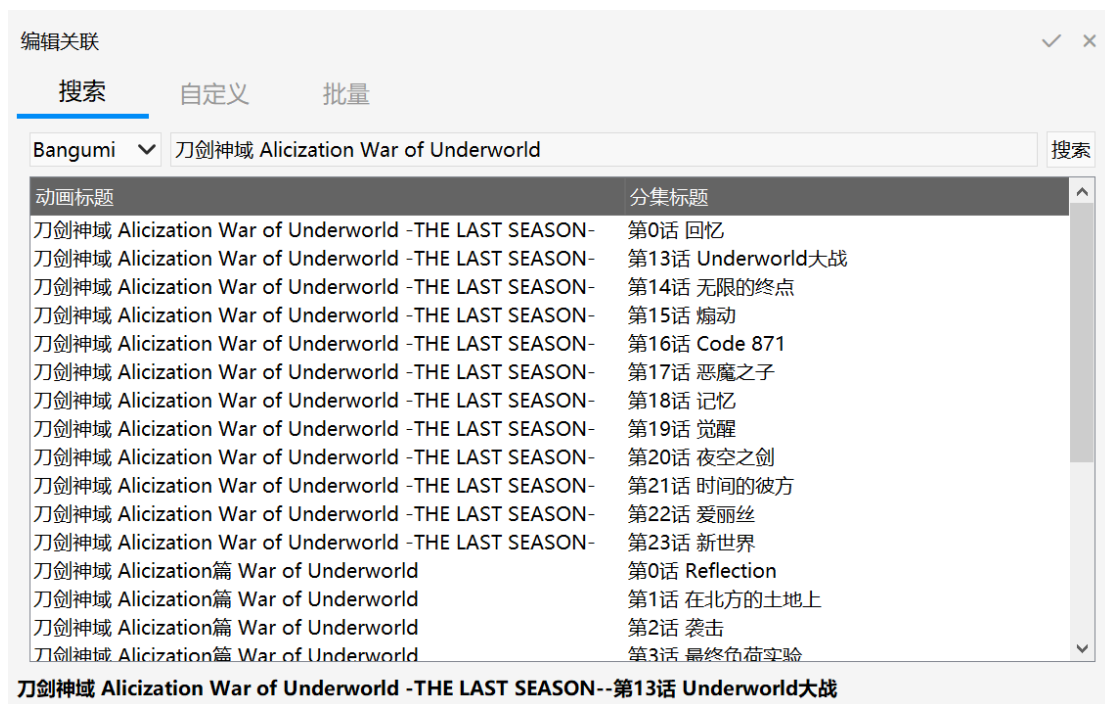 编辑关联
搜索 自定义 批量
Bangumi 刀剑神域 Alicization War of Underworld 搜索
动画标题 分集标题
刀剑神域 Alicization War of Underworld -THE LAST SEASON- 第0话 回忆
刀剑神域 Alicization War of Underworld -THE LAST SEASON- 第13话 Underworld大战
刀剑神域 Alicization War of Underworld -THE LAST SEASON- 第14话 无限的终点
刀剑神域 Alicization War of Underworld -THE LAST SEASON- 第15话 煽动
刀剑神域 Alicization War of Underworld -THE LAST SEASON- 第16话 Code 871
刀剑神域 Alicization War of Underworld -THE LAST SEASON- 第17话 恶魔之子
刀剑神域 Alicization War of Underworld -THE LAST SEASON- 第18话 记忆
刀剑神域 Alicization War of Underworld -THE LAST SEASON- 第19话 觉醒
刀剑神域 Alicization War of Underworld -THE LAST SEASON- 第20话 夜空之剑
刀剑神域 Alicization War of Underworld -THE LAST SEASON- 第21话 时间的彼方
刀剑神域 Alicization War of Underworld -THE LAST SEASON- 第22话 爱丽丝
刀剑神域 Alicization War of Underworld -THE LAST SEASON- 第23话 新世界
刀剑神域 Alicization篇 War of Underworld 第0话 Reflection
刀剑神域 Alicization篇 War of Underworld 第1话 在北方的土地上
刀剑神域 Alicization篇 War of Underworld 第2话 袭击
刀剑神域 Alicization篇 War of Underworld 第3话 最终负荷实验
刀剑神域 Alicization War of Underworld -THE LAST SEASON--第13话 Underworld大战